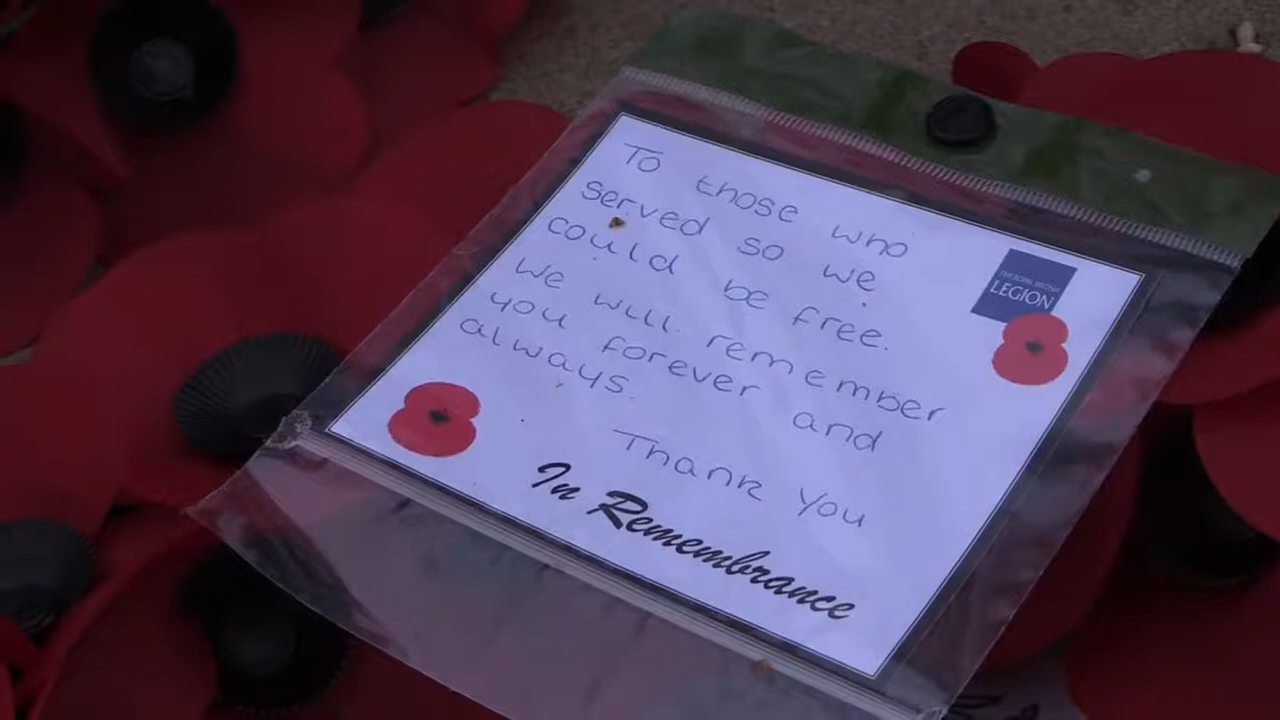 To those who
served so we
could be free.
We will remember
you forever and
always.
Thank you
In Remembrance
THE ROYAL BRITISH
LEGION